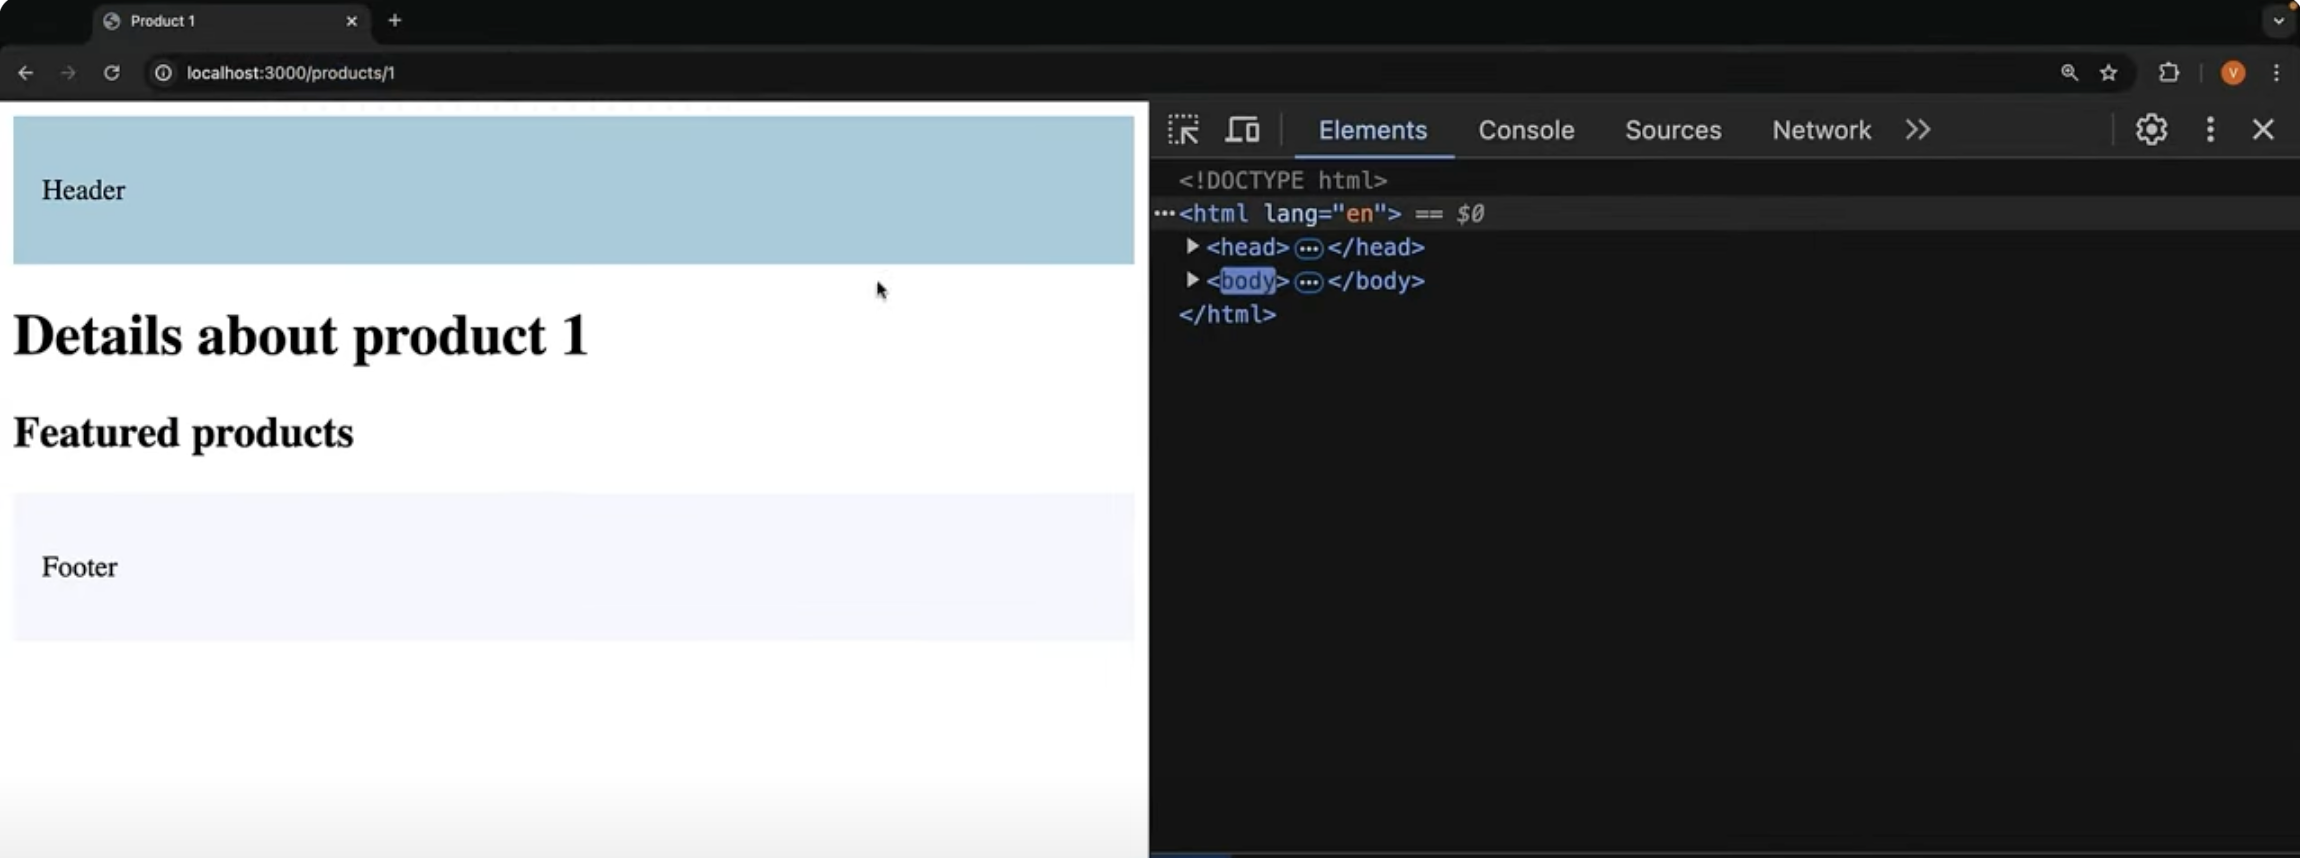 Product 1
localhost:3000/products/1
V
Header
Details about product 1
Featured products
Footer
Elements Console Sources Network
<!DOCTYPE html>
<html lang="en"> == $0
<head> </head>
<body> </body>
</html>